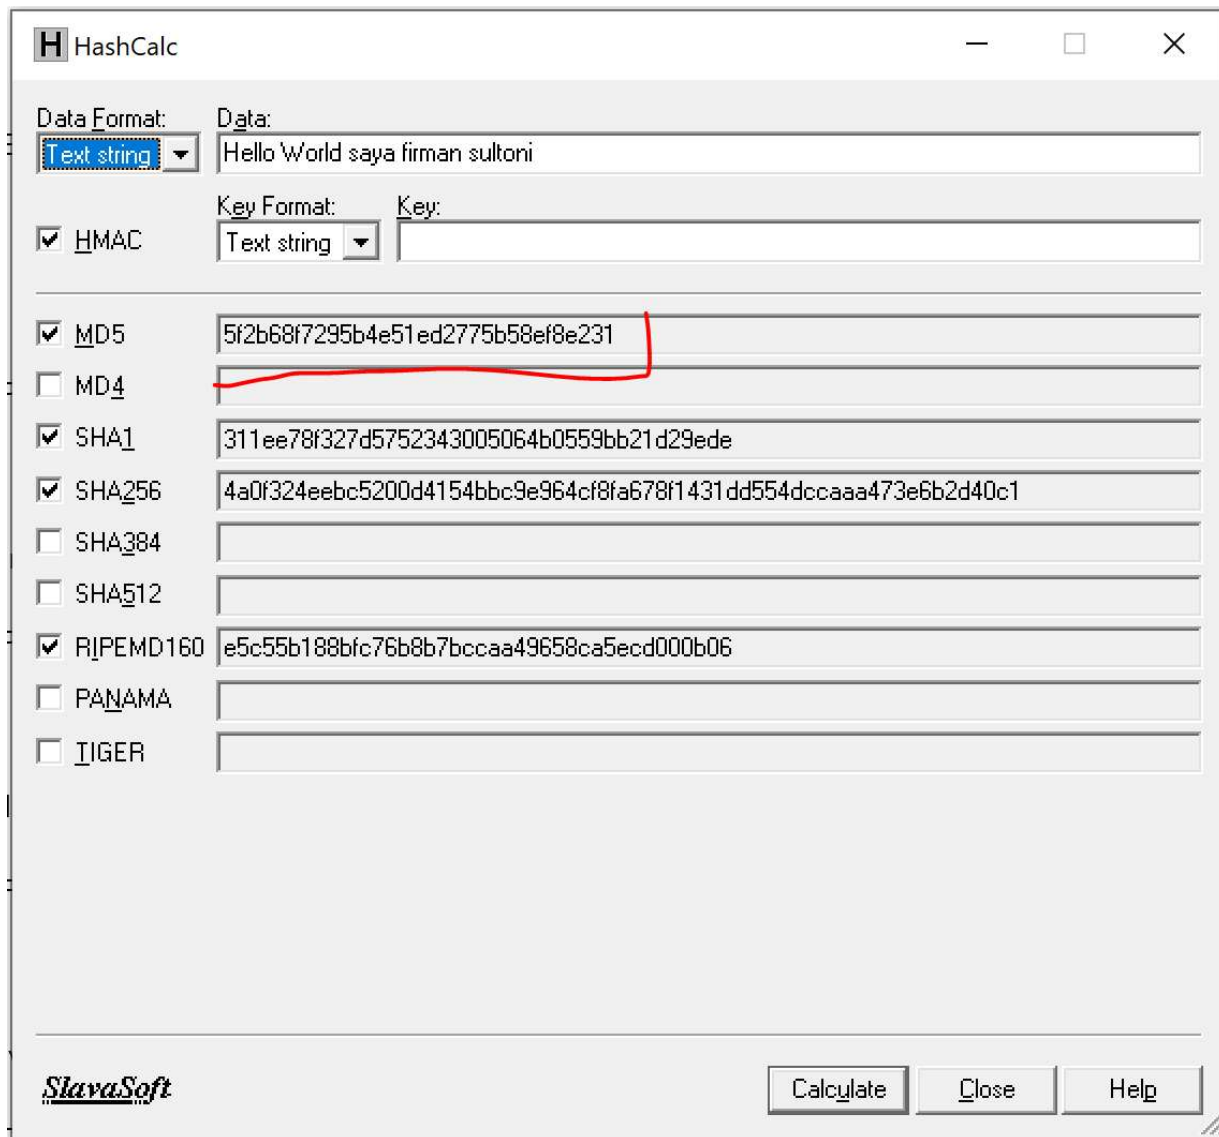 HashCalc
Data Format: Data:
Text string Hello World saya firman sultoni
Key Format: Key:
HMAC Text string
MD5 5f2b68f7295b4e51ed2775b58ef8e231
MD4
SHA1 311ee78f327d5752343005064b0559bb21d29ede
SHA256 4a0f324eebc5200d4154bbc9e964cf8fa678f1431dd554dccaaa473e6b2d40c1
SHA384
SHA512
RIPEMD160 e5c55b188bfc76b8b7bccaa49658ca5ecd000b06
PANAMA
TIGER
SlavaSoft Calculate Close Help